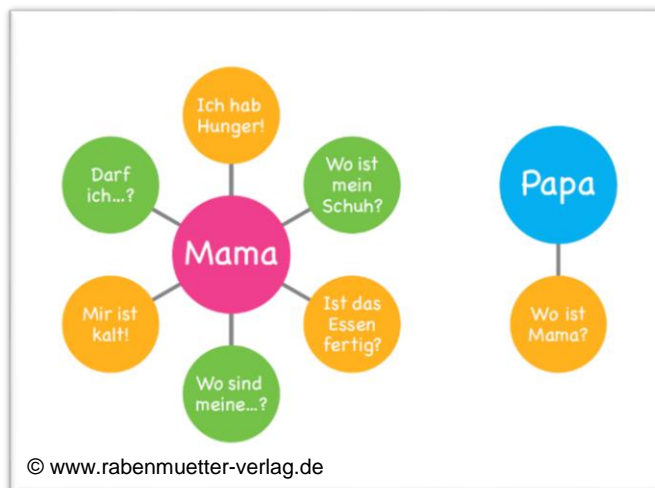 Ich hab
Hunger!
Darf
ich...?
Wo ist
mein
Schuh?
Mama
Mir ist
kalt!
Ist das
Essen
fertig?
Wo sind
meine...?
Papa
Wo ist
Mama?
© www.rabenmuetter-verlag.de